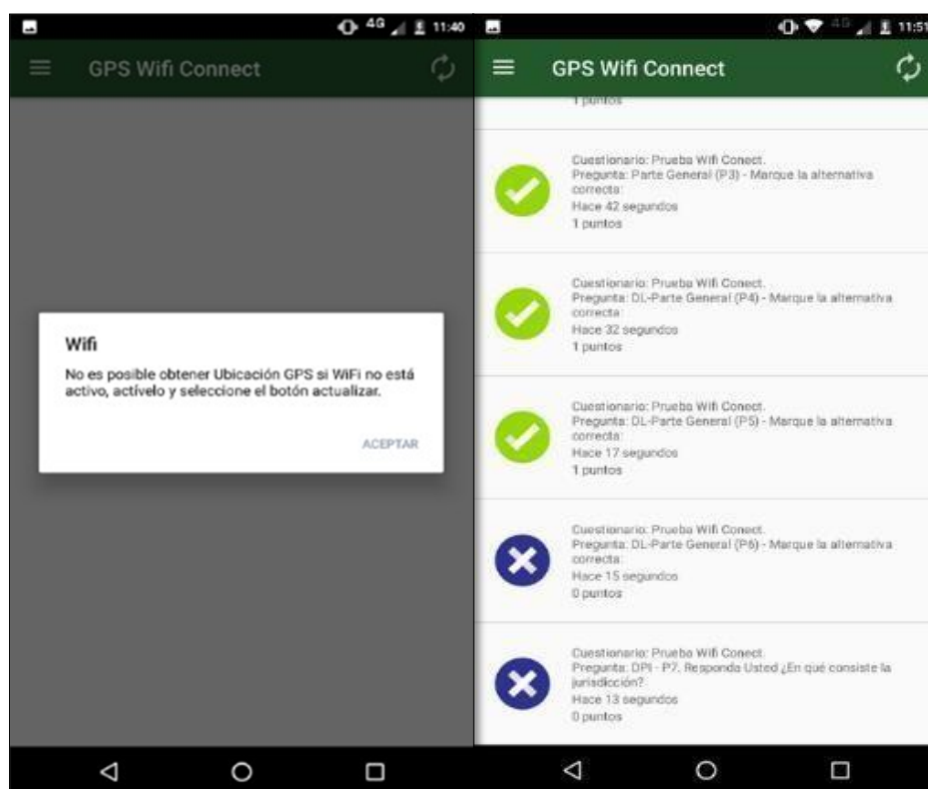 4G 11:40
GPS Wifi Connect
Wifi
No es posible obtener Ubicación GPS si WiFi no está
activo, actívelo y seleccione el botón actualizar.
ACEPTAR
4G 11:51
GPS Wifi Connect
1 puntos
Cuestionario: Prueba Wifi Conect.
Pregunta: Parte General (P3) - Marque la alternativa
correcta:
Hace 42 segundos
1 puntos
Cuestionario: Prueba Wifi Conect.
Pregunta: DL-Parte General (P4) - Marque la alternativa
correcta:
Hace 32 segundos
1 puntos
Cuestionario: Prueba Wifi Conect.
Pregunta: DL-Parte General (P5) - Marque la alternativa
correcta:
Hace 17 segundos
1 puntos
Cuestionario: Prueba Wifi Conect.
Pregunta: DL-Parte General (P6) - Marque la alternativa
correcta:
Hace 15 segundos
0 puntos
Cuestionario: Prueba Wifi Conect.
Pregunta: DPI - P7. Responda Usted ¿En qué consiste la
jurisdicción?
Hace 13 segundos
0 puntos